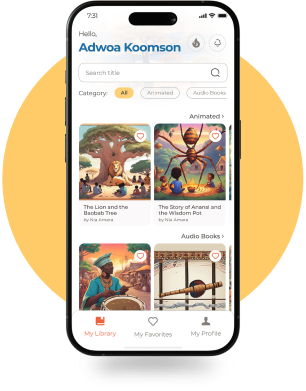 7:31
Hello,
Adwoa Koomson
Search title
Category:
All
Animated
Audio Books
Animated >
The Lion and the
Baobab Tree
by Nia Amara
The Story of Anansi and
the Wisdom Pot
by Nia Amara
Audio Books >
My Library
My Favorites
My Profile